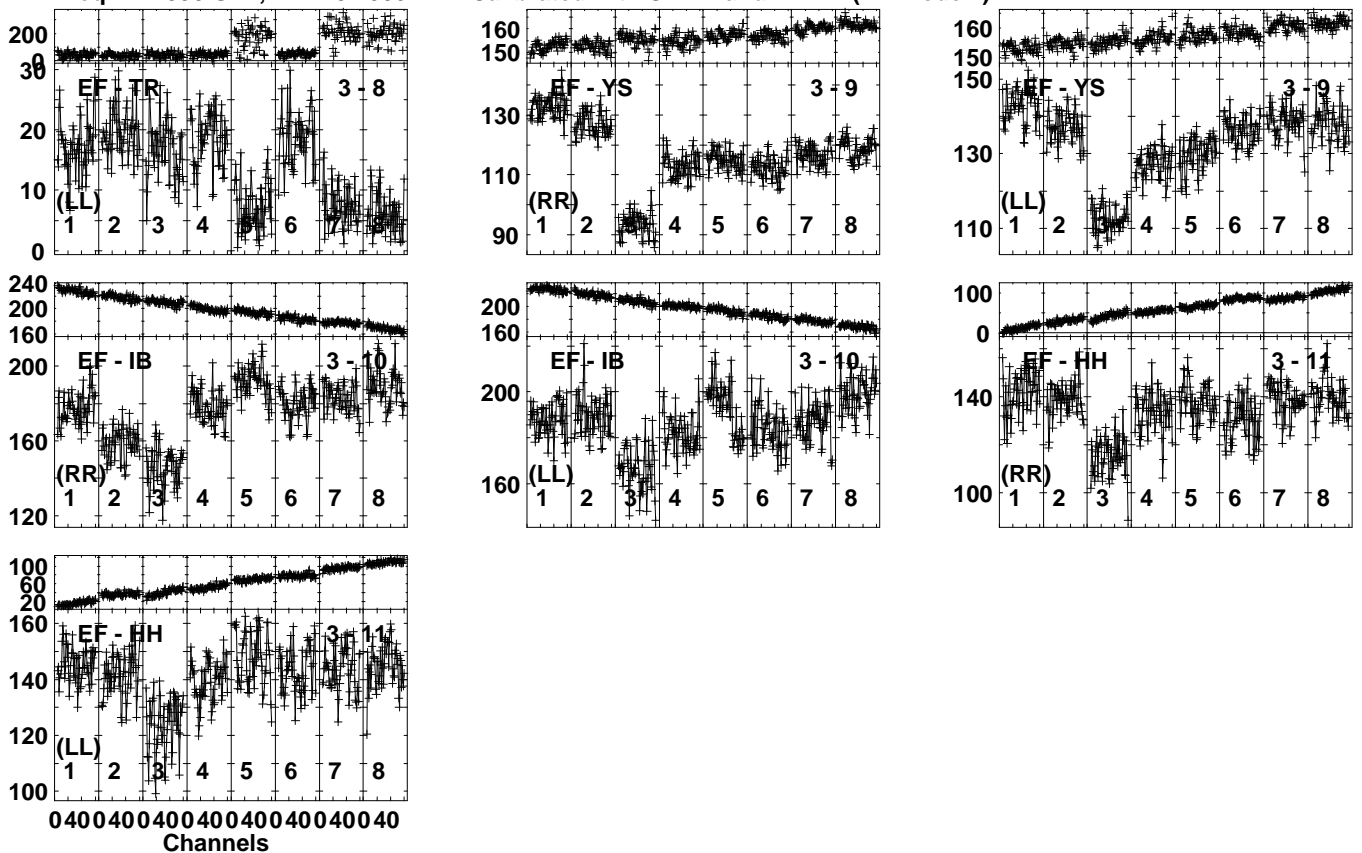 200
0
30
20
10
0
EF - TR
3 - 8
(LL)
1 2 3 4 5 6 7 8
160
150
130
110
90
EF - YS
3 - 9
(RR)
1 2 3 4 5 6 7 8
160
150
150
130
110
EF - YS
3 - 9
(LL)
1 2 3 4 5 6 7 8
240
200
160
200
160
120
EF - IB
3 - 10
(RR)
1 2 3 4 5 6 7 8
200
160
200
160
EF - IB
3 - 10
(LL)
1 2 3 4 5 6 7 8
100
0
140
100
EF - HH
3 - 11
(RR)
1 2 3 4 5 6 7 8
100
60
20
160
140
120
100
EF - HH
3 - 11
(LL)
1 2 3 4 5 6 7 8
0 40 0 40 0 40 0 40 0 40 0 40 0 40 0 40
Channels